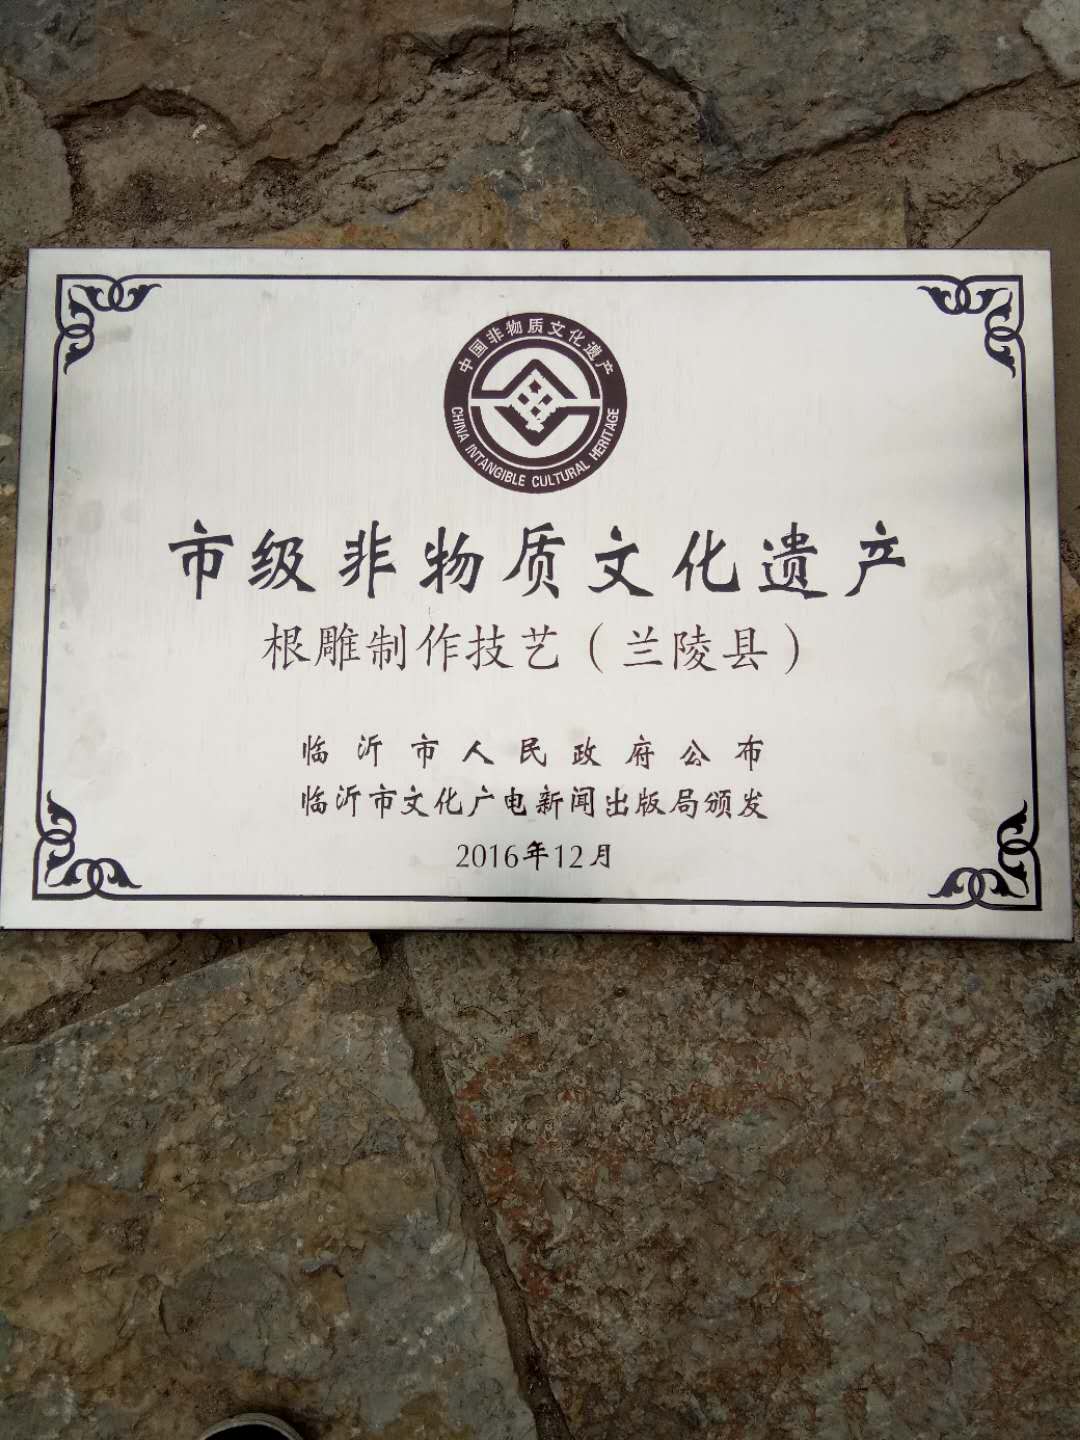 中国非物质文化遗产
CHINA INTANGIBLE CULTURAL HERITAGE
市级非物质文化遗产
根雕制作技艺（兰陵县）
临沂市人民政府公布
临沂市文化广电新闻出版局颁发
2016年12月